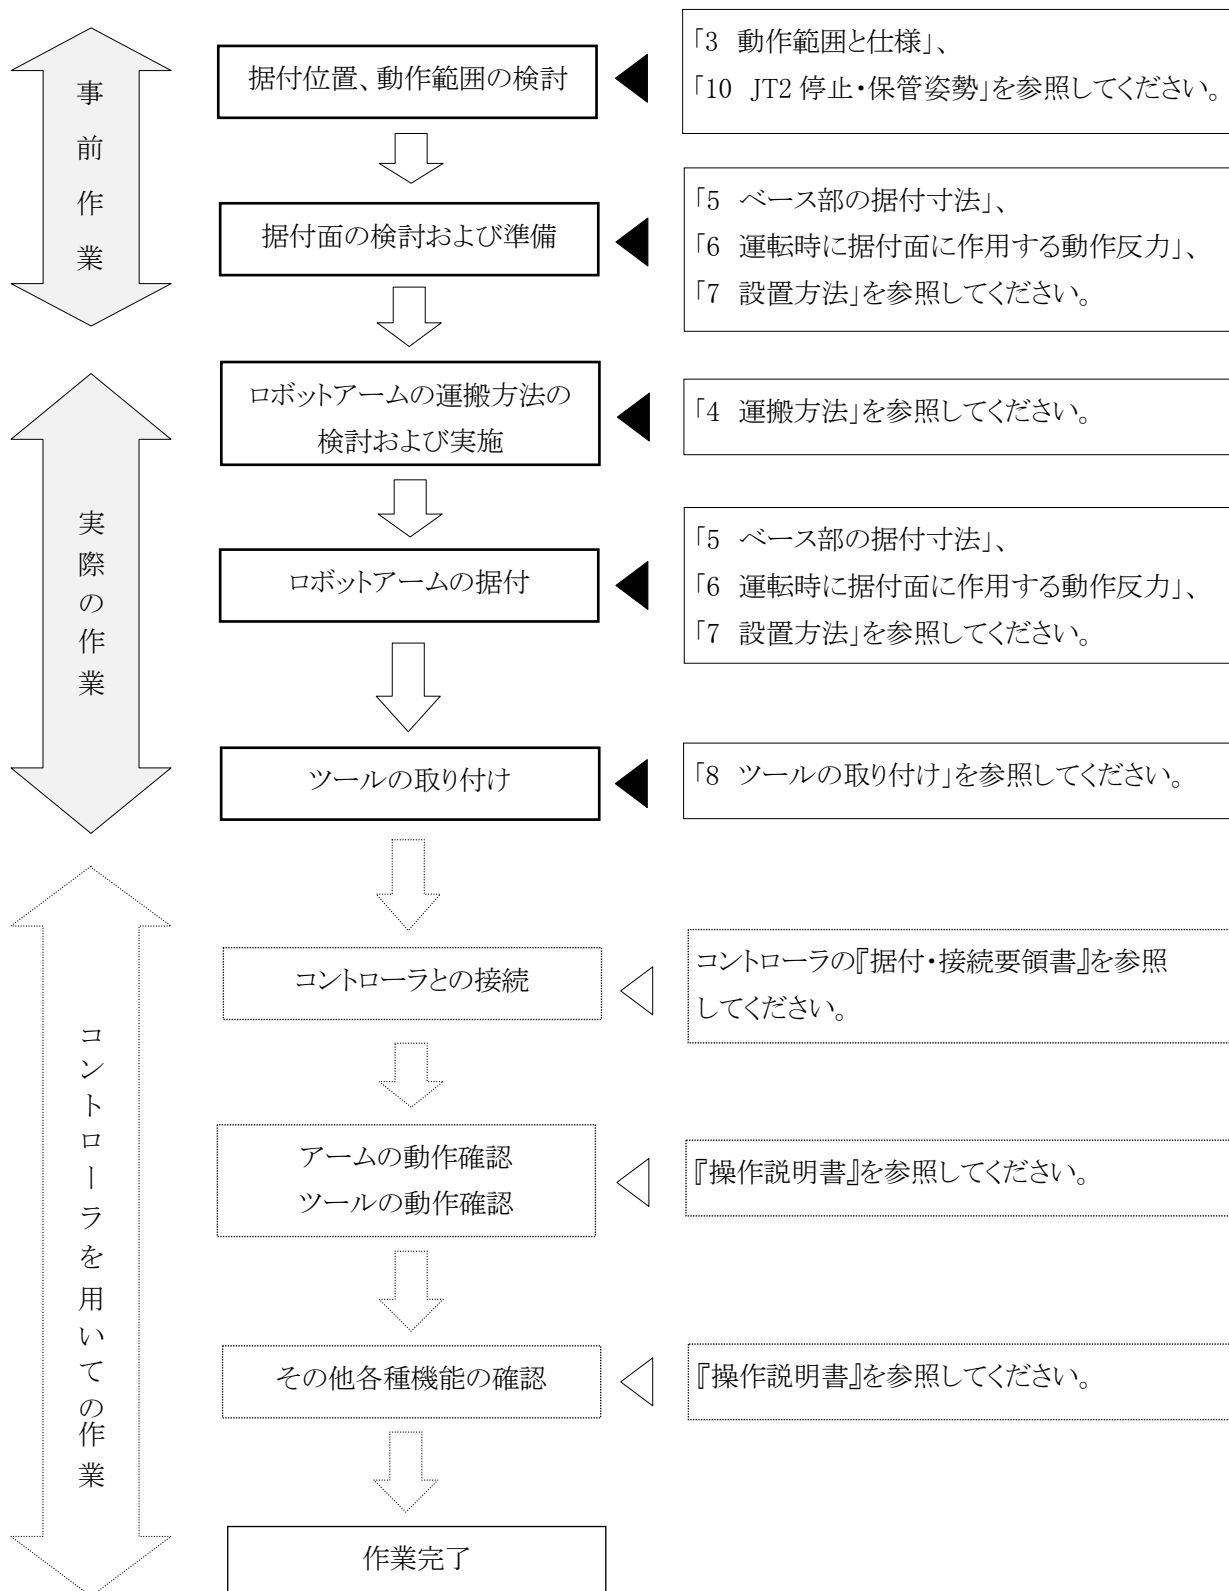 事前作業
据付位置、動作範囲の検討
「3 動作範囲と仕様」、
「10 JT2 停止・保管姿勢」を参照してください。
据付面の検討および準備
「5 ベース部の据付寸法」、
「6 運転時に据付面に作用する動作反力」、
「7 設置方法」を参照してください。
実際の作業
ロボットアームの運搬方法の
検討および実施
「4 運搬方法」を参照してください。
ロボットアームの据付
「5 ベース部の据付寸法」、
「6 運転時に据付面に作用する動作反力」、
「7 設置方法」を参照してください。
ツールの取り付け
「8 ツールの取り付け」を参照してください。
コントローラを用いての作業
コントローラとの接続
コントローラの『据付・接続要領書』を参照
してください。
アームの動作確認
ツールの動作確認
『操作説明書』を参照してください。
その他各種機能の確認
『操作説明書』を参照してください。
作業完了